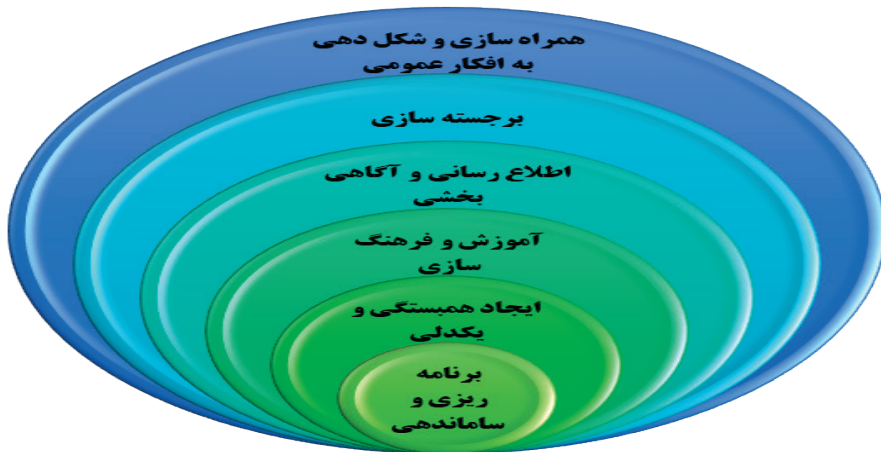 همراه سازی و شکل دهی
به افکار عمومی
برجسته سازی
اطلاع رسانی و آگاهی
بخشی
آموزش و فرهنگ
سازی
ایجاد همبستگی و
یکدلی
برنامه
ریزی و
ساماندهی